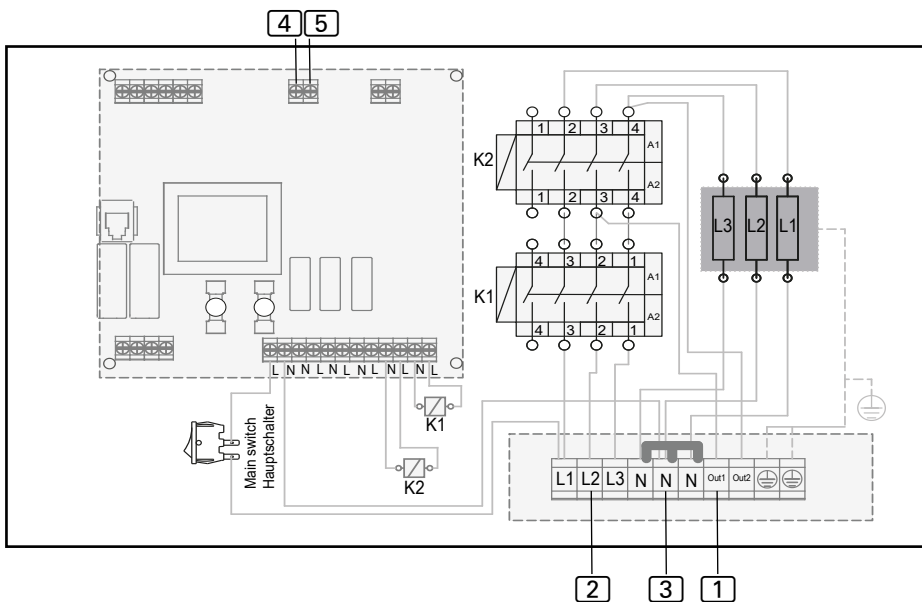 4 5
1 2 3 4
A1
K2
A2
1 2 3 4
L3 L2 L1
4 3 2 1
A1
K1
A2
4 3 2 1
L N N L N L N L N L N L
K1
Main switch
Hauptschalter
K2
L1 L2 L3 N N N Out1 Out2
2 3 1